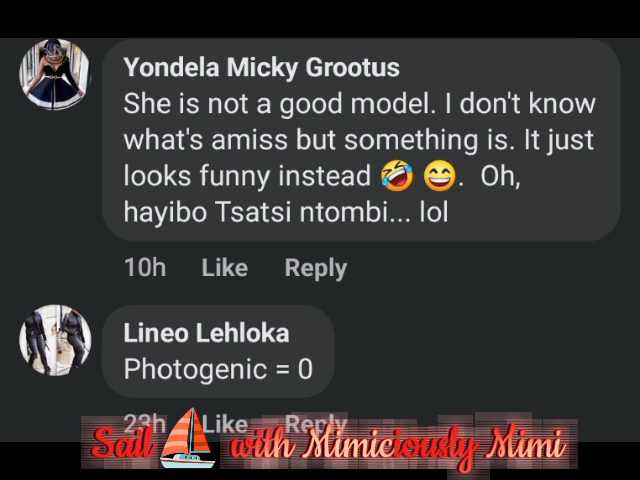 Yondela Micky Grootus
She is not a good model. I don't know
what's amiss but something is. It just
looks funny instead 🤣 😄. Oh,
hayibo Tsatsi ntombi... lol
10h Like Reply
Lineo Lehloka
Photogenic = 0
23h Like Reply
Sail with Mimiciously Mimi